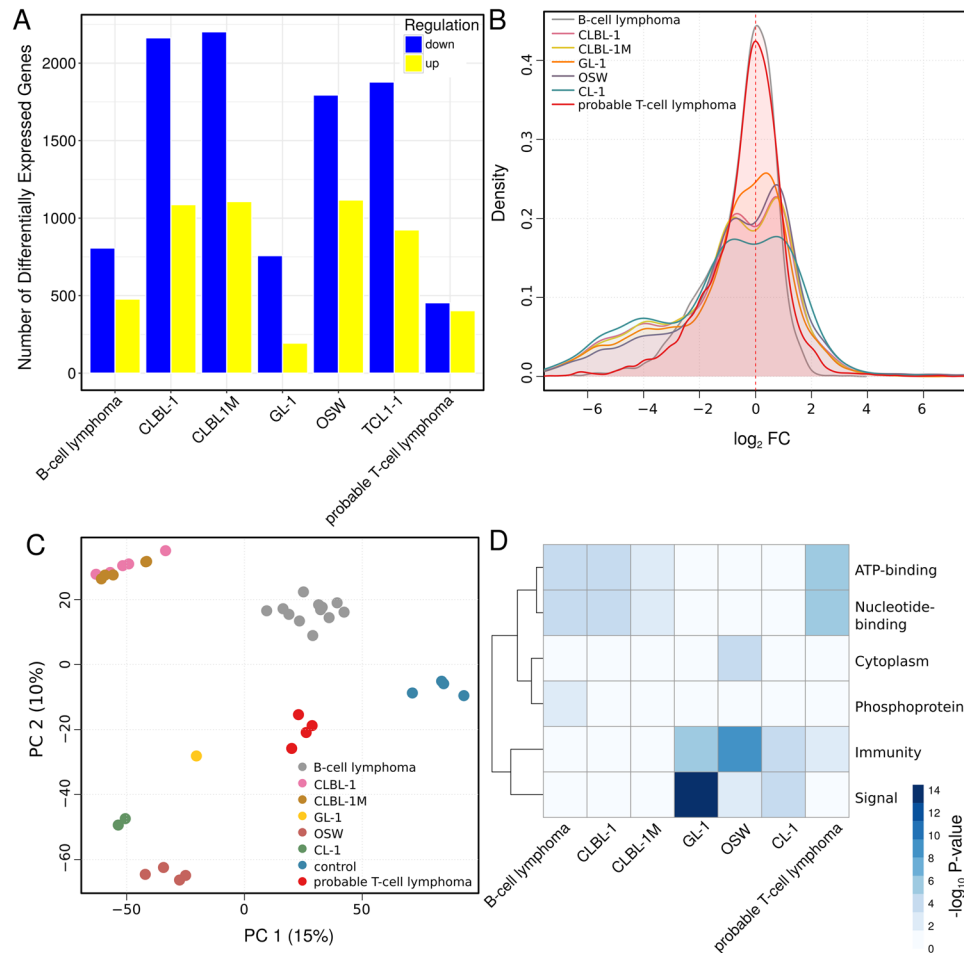 A
Number of Differentially Expressed Genes
2000
1500
1000
500
0
Regulation
down
up
B-cell lymphoma
CLBL-1
CLBL1M
GL-1
OSW
TCL1-1
probable T-cell lymphoma
B
B-cell lymphoma
CLBL-1
CLBL-1M
GL-1
OSW
CL-1
probable T-cell lymphoma
Density
0.4
0.3
0.2
0.1
0.0
−6 −4 −2 0 2 4 6
log₂ FC
C
PC 2 (10%)
20
0
−20
−40
−60
B-cell lymphoma
CLBL-1
CLBL-1M
GL-1
OSW
CL-1
control
probable T-cell lymphoma
−50 0 50
PC 1 (15%)
D
ATP-binding
Nucleotide-
binding
Cytoplasm
Phosphoprotein
Immunity
Signal
B-cell lymphoma
CLBL-1
CLBL-1M
GL-1
OSW
CL-1
probable T-cell lymphoma
14
12
10
8
6
4
2
0
-log₁₀ P-value